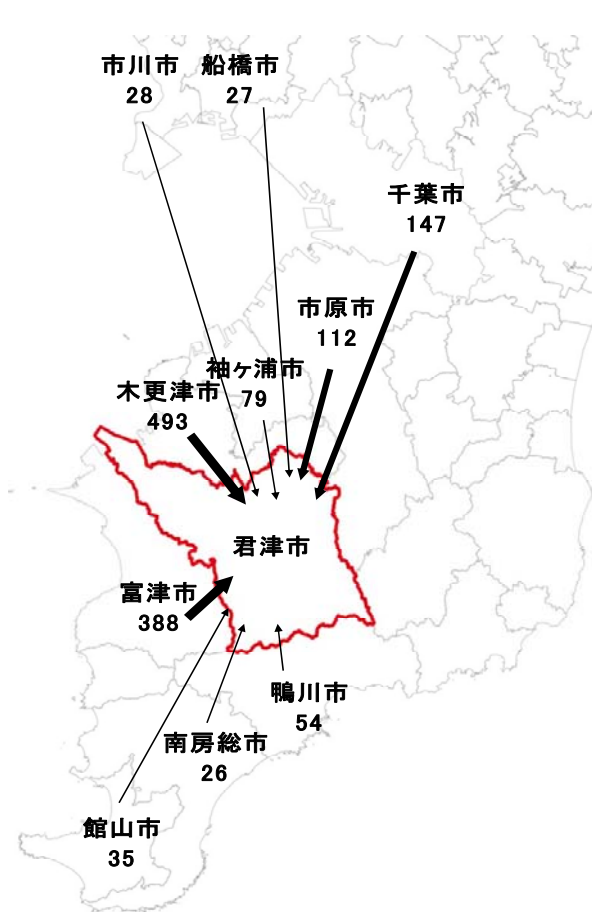 市川市
28
船橋市
27
千葉市
147
市原市
112
袖ヶ浦市
79
木更津市
493
君津市
富津市
388
鴨川市
54
南房総市
26
館山市
35